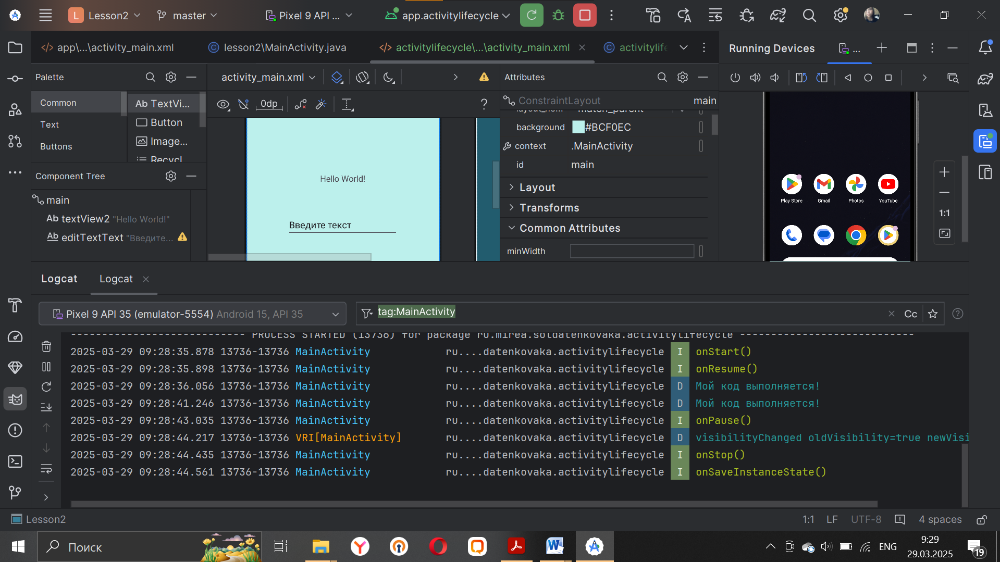 L Lesson2 master Pixel 9 API ... app.activitylifecycle
app\...\activity_main.xml lesson2\MainActivity.java activitylifecycle\...\activity_main.xml activitylife Running Devices ...
Palette activity_main.xml Attributes
Common
Text
Buttons
Ab TextVi...
Button
Image...
Recycl
0dp ?
ConstraintLayout main
match_parent
background #BCF0EC
context .MainActivity
id main
Layout
Transforms
Common Attributes
minWidth
Component Tree
main
Ab textView2 "Hello World!"
Ab editTextText "Введите...
Hello World!
Введите текст
Play Store Gmail Photos YouTube
1:1
Logcat Logcat
Pixel 9 API 35 (emulator-5554) Android 15, API 35 tag:MainActivity Cc ?
---------------------------- PROCESS STARTED (13736) for package ru.mirea.soldatenkovaka.activitylifecycle ----------------------------
2025-03-29 09:28:35.878 13736-13736 MainActivity ru....datenkovaka.activitylifecycle I onStart()
2025-03-29 09:28:35.898 13736-13736 MainActivity ru....datenkovaka.activitylifecycle I onResume()
2025-03-29 09:28:36.056 13736-13736 MainActivity ru....datenkovaka.activitylifecycle D Мой код выполняется!
2025-03-29 09:28:41.246 13736-13736 MainActivity ru....datenkovaka.activitylifecycle D Мой код выполняется!
2025-03-29 09:28:43.035 13736-13736 MainActivity ru....datenkovaka.activitylifecycle I onPause()
2025-03-29 09:28:44.217 13736-13736 VRI[MainActivity] ru....datenkovaka.activitylifecycle D visibilityChanged oldVisibility=true newVisi
2025-03-29 09:28:44.435 13736-13736 MainActivity ru....datenkovaka.activitylifecycle I onStop()
2025-03-29 09:28:44.561 13736-13736 MainActivity ru....datenkovaka.activitylifecycle I onSaveInstanceState()
Lesson2 1:1 LF UTF-8 4 spaces
Поиск ENG 9:29
29.03.2025 19